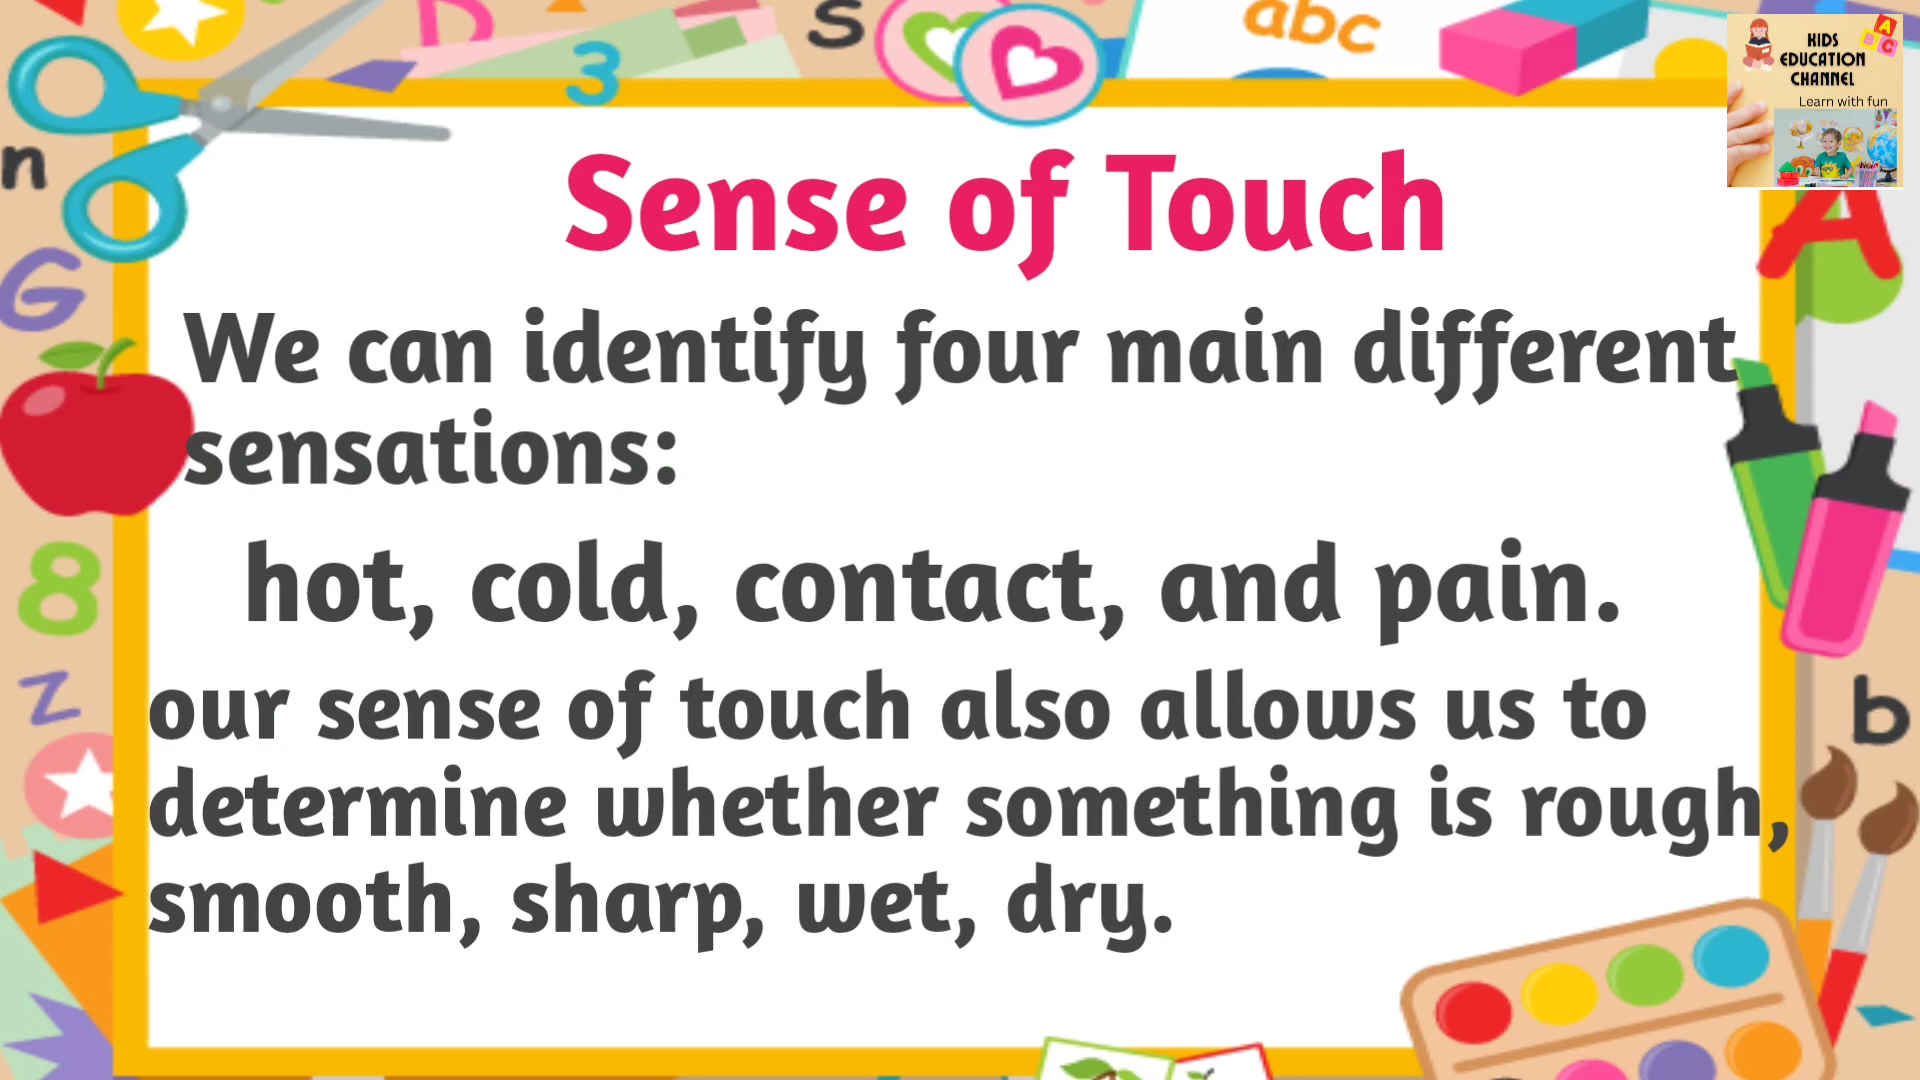 D
S
abc
3
KIDS
EDUCATION
CHANNEL
Learn with fun
A
B
C
n
Sense of Touch
A
G
We can identify four main different
sensations:
8
hot, cold, contact, and pain.
z
our sense of touch also allows us to
b
determine whether something is rough,
smooth, sharp, wet, dry.